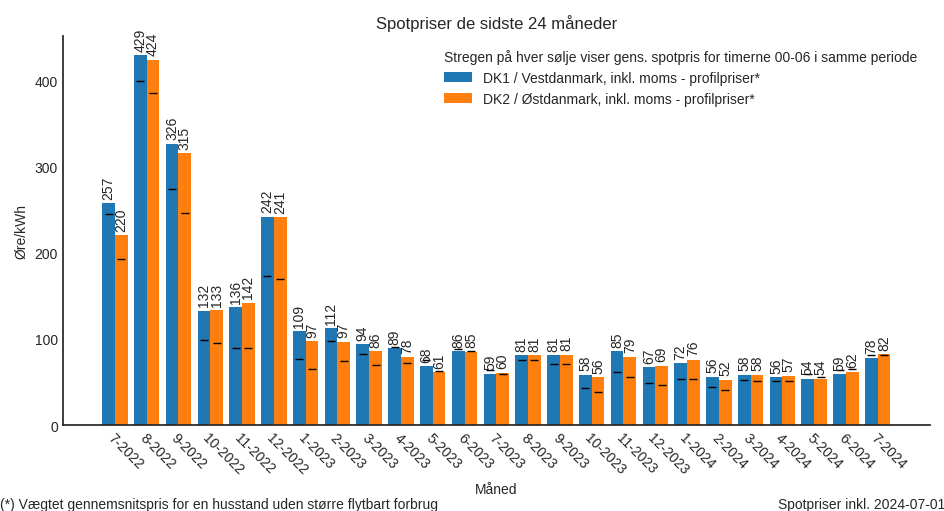 Spotpriser de sidste 24 måneder
Stregen på hver sølje viser gens. spotpris for timerne 00-06 i samme periode
DK1 / Vestdanmark, inkl. moms - profilpriser*
DK2 / Østdanmark, inkl. moms - profilpriser*
Øre/kWh
400
300
200
100
0
257 220 429 424 326 315 132 133 136 142 242 241 109 97 112 97 94 86 89 78 68 61 86 85 59 60 81 81 81 81 58 56 85 79 67 69 72 76 56 52 58 58 56 57 54 54 59 62 78 82
7-2022 8-2022 9-2022 10-2022 11-2022 12-2022 1-2023 2-2023 3-2023 4-2023 5-2023 6-2023 7-2023 8-2023 9-2023 10-2023 11-2023 12-2023 1-2024 2-2024 3-2024 4-2024 5-2024 6-2024 7-2024
Måned
(*) Vægtet gennemsnitspris for en husstand uden større flytbart forbrug
Spotpriser inkl. 2024-07-01